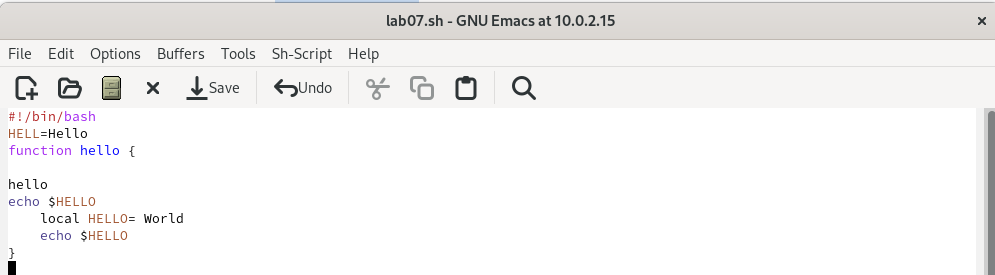 lab07.sh - GNU Emacs at 10.0.2.15
File Edit Options Buffers Tools Sh-Script Help
Save Undo
#!/bin/bash
HELL=Hello
function hello {
hello
echo $HELLO
local HELLO= World
echo $HELLO
}